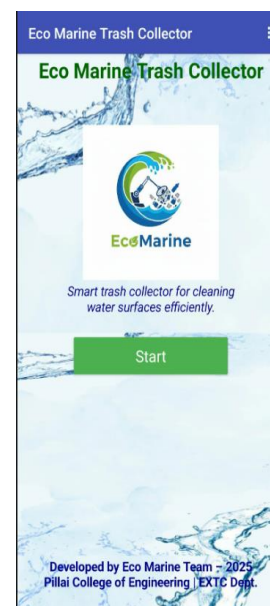 Eco Marine Trash Collector
Eco Marine Trash Collector
EcoMarine
Smart trash collector for cleaning
water surfaces efficiently.
Start
Developed by Eco Marine Team – 2025
Pillai College of Engineering | EXTC Dept.